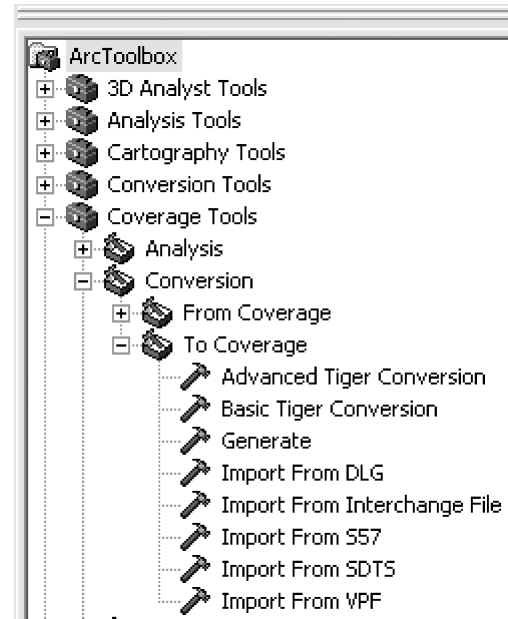 ArcToolbox
3D Analyst Tools
Analysis Tools
Cartography Tools
Conversion Tools
Coverage Tools
Analysis
Conversion
From Coverage
To Coverage
Advanced Tiger Conversion
Basic Tiger Conversion
Generate
Import From DLG
Import From Interchange File
Import From S57
Import From SDTS
Import From VPF